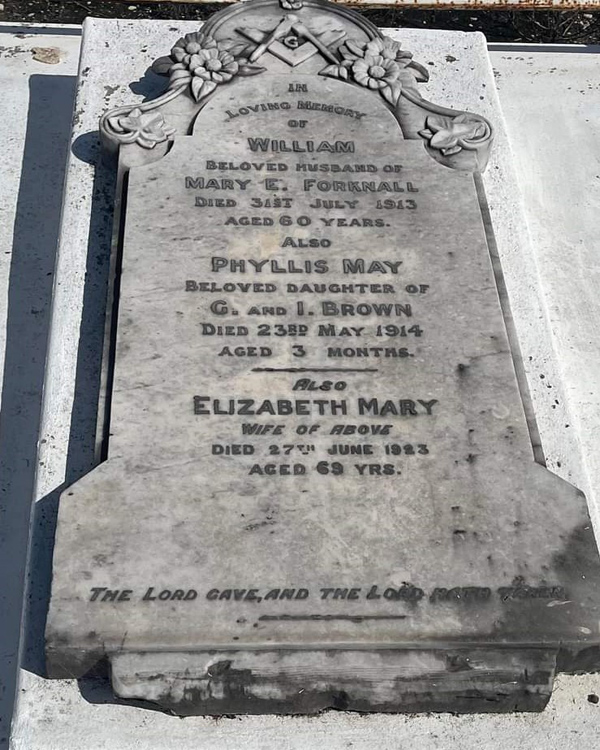 G
IN
LOVING MEMORY
OF
WILLIAM
BELOVED HUSBAND OF
MARY E. FORKNALL
DIED 31ST JULY 1913
AGED 60 YEARS.
ALSO
PHYLLIS MAY
BELOVED DAUGHTER OF
G. AND I. BROWN
DIED 23RD MAY 1914
AGED 3 MONTHS.
ALSO
ELIZABETH MARY
WIFE OF ABOVE
DIED 27TH JUNE 1923
AGED 69 YRS.
THE LORD GAVE, AND THE LORD HATH TAKEN